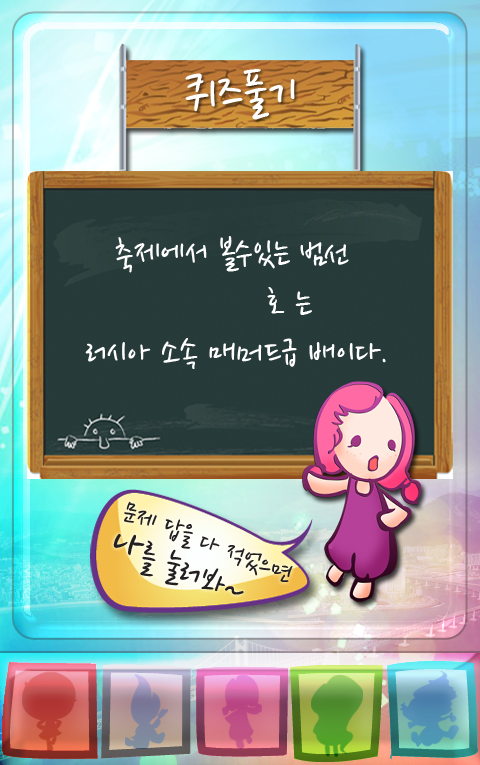 퀴즈풀기
축제에서 볼수있는 범선
호 는
러시아 소속 매머드급 배이다.
문제 답을 다 적었으면
나를 눌러봐~